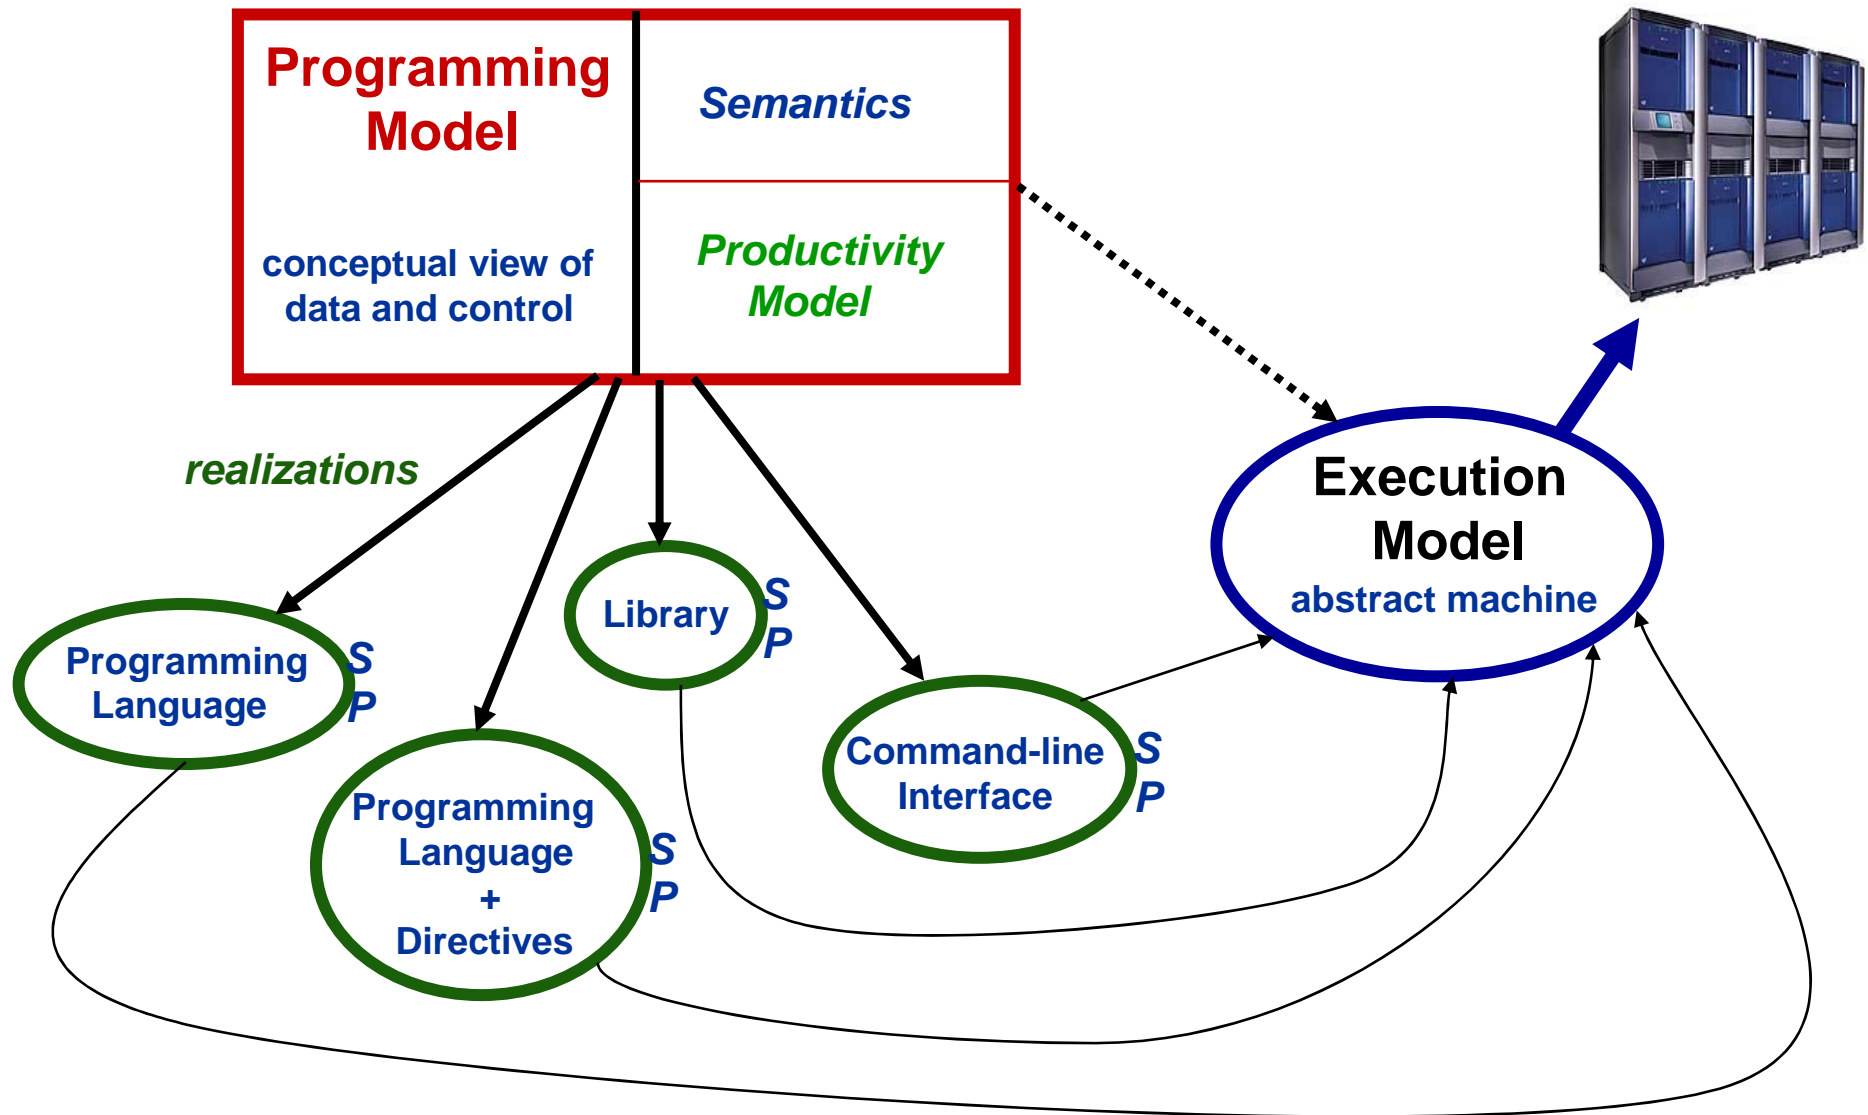 Programming
Model
conceptual view of
data and control
Semantics
Productivity
Model
realizations
Programming
Language
S
P
Programming
Language
+
Directives
S
P
Library
S
P
Command-line
Interface
S
P
Execution
Model
abstract machine